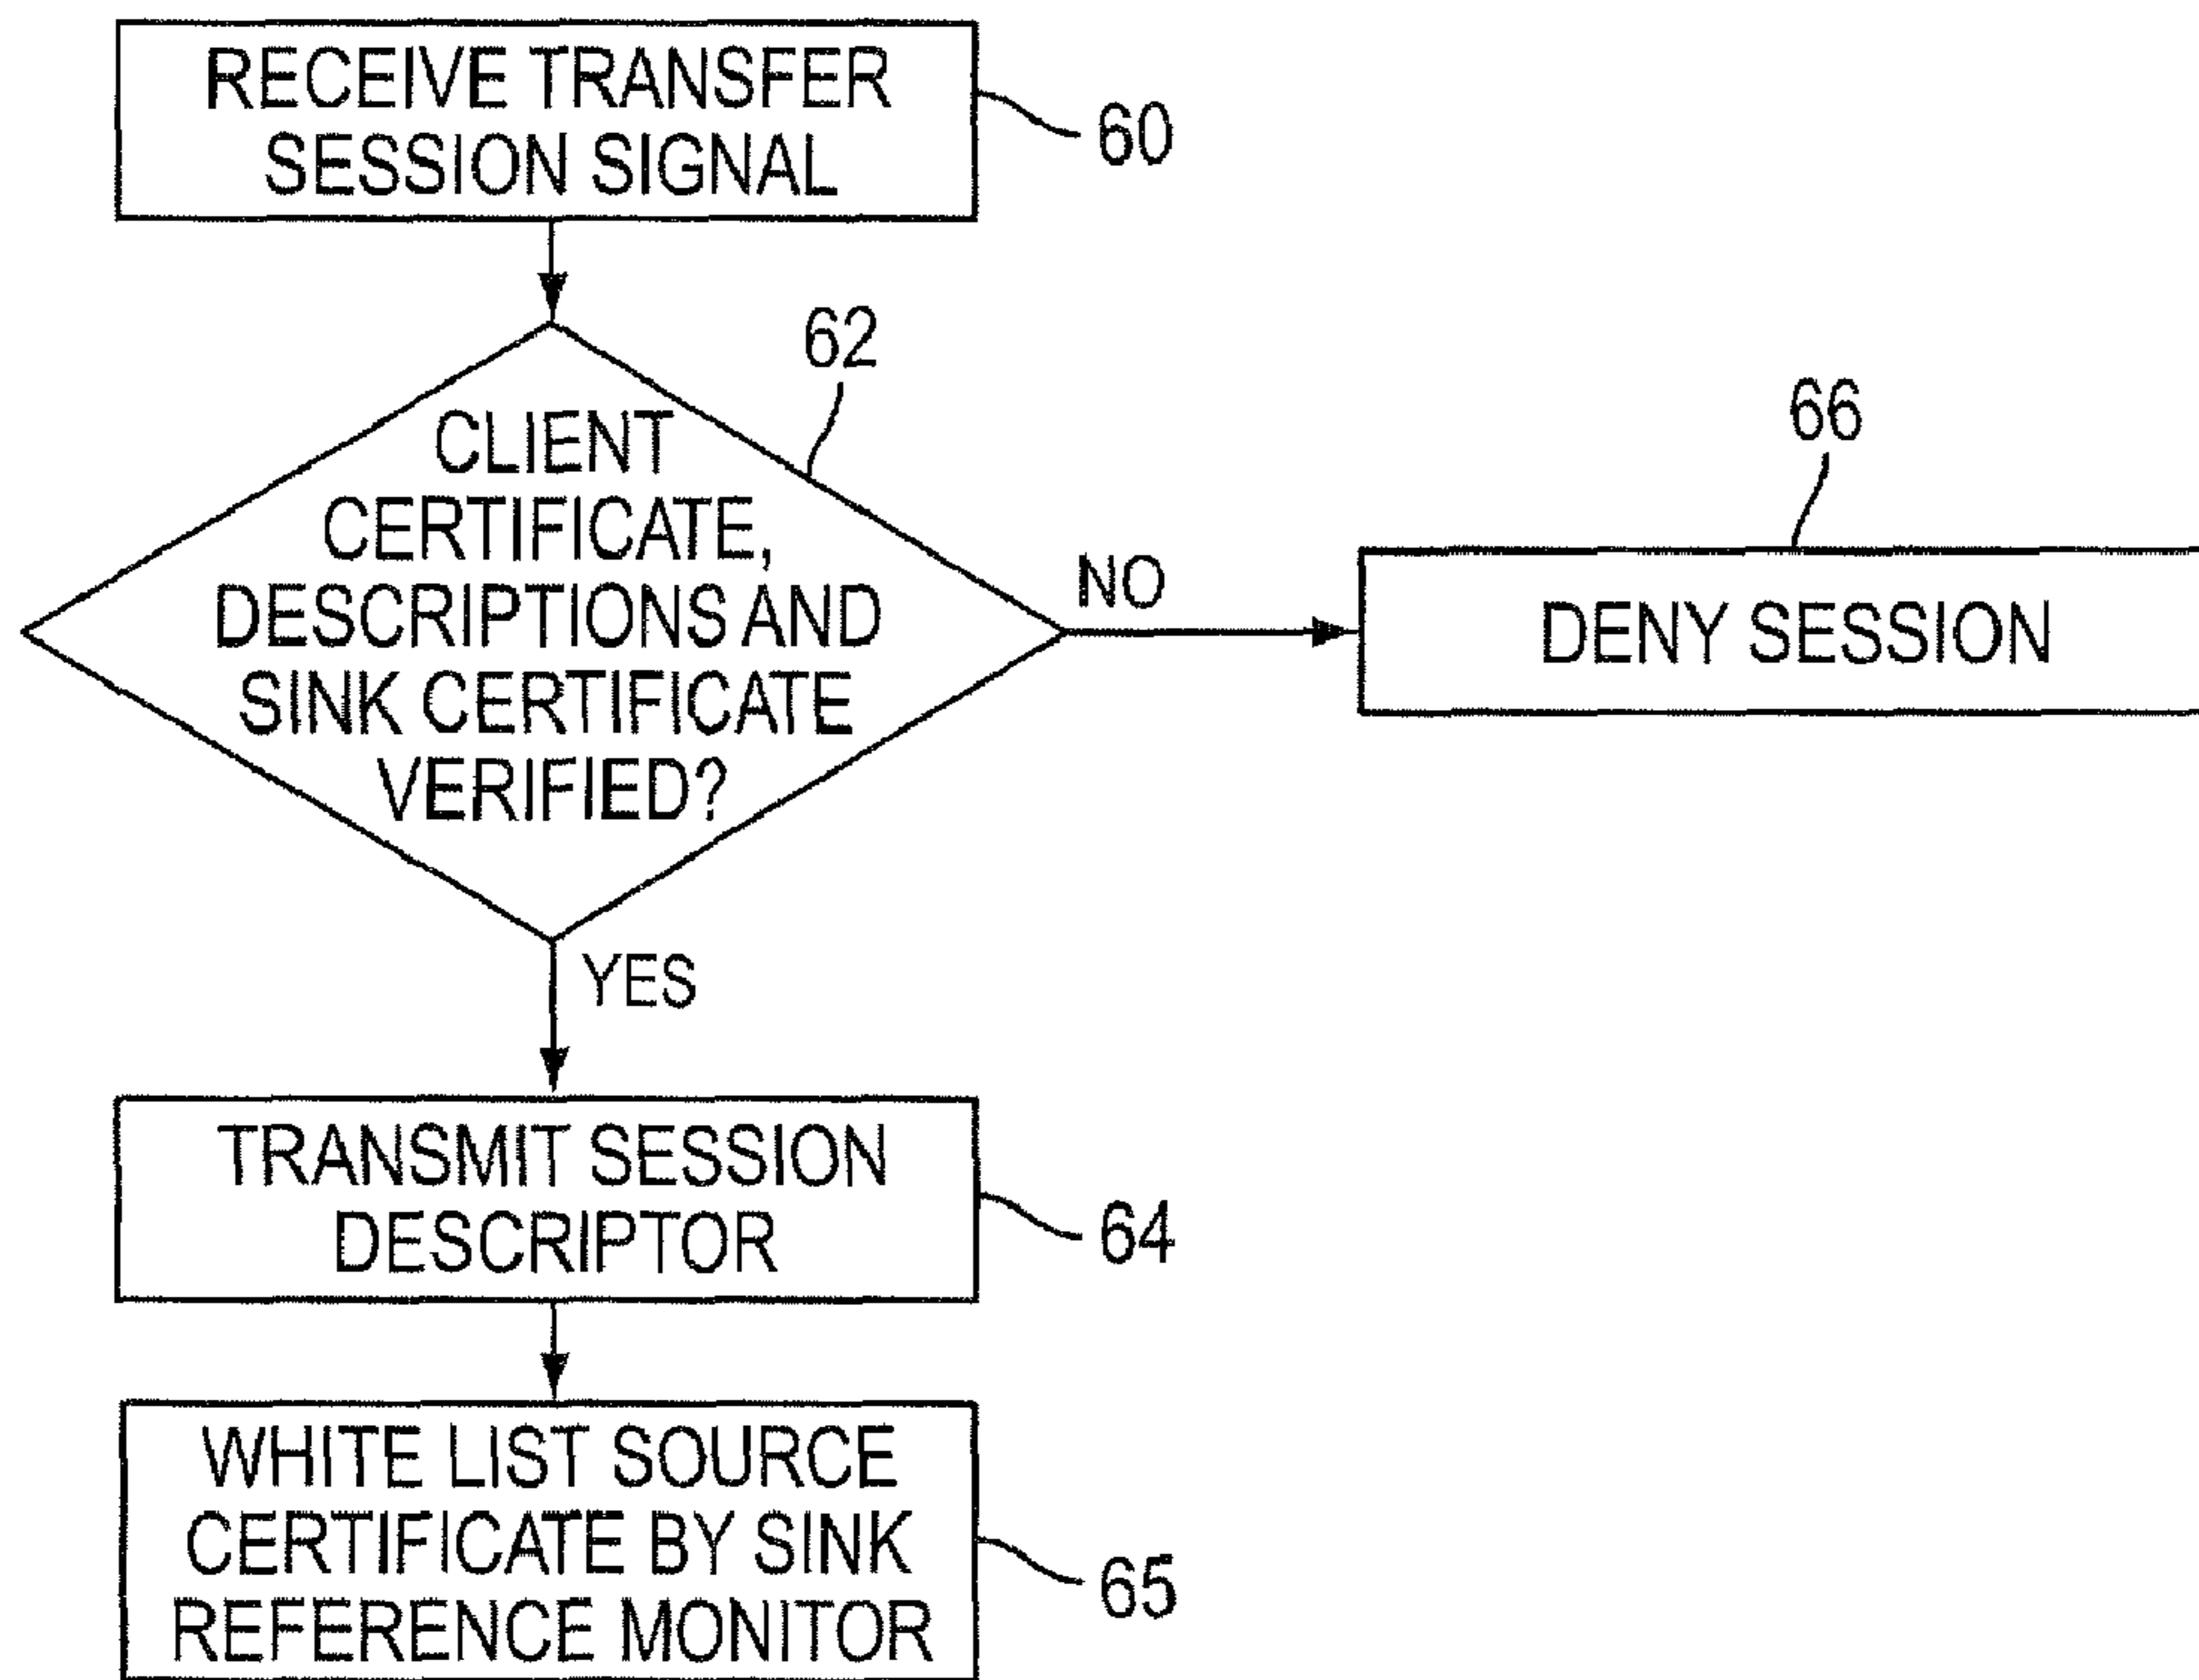 RECEIVE TRANSFER
SESSION SIGNAL
60
62
CLIENT
CERTIFICATE,
DESCRIPTIONS AND
SINK CERTIFICATE
VERIFIED?
NO
66
DENY SESSION
YES
TRANSMIT SESSION
DESCRIPTOR
64
WHITE LIST SOURCE
CERTIFICATE BY SINK
REFERENCE MONITOR
65